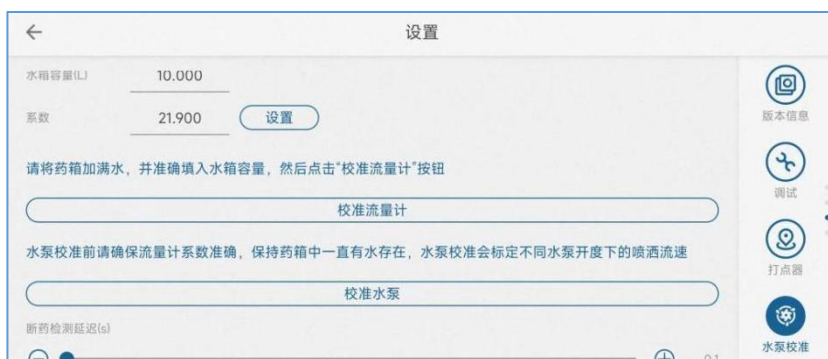 设置
水箱容量(L) 10.000
系数 21.900 设置
请将药箱加满水，并准确填入水箱容量，然后点击“校准流量计”按钮
校准流量计
水泵校准前请确保流量计系数准确，保持药箱中一直有水存在，水泵校准会标定不同水泵开度下的喷洒流速
校准水泵
断药检测延迟(s)
0.1
版本信息
调试
打点器
水泵校准